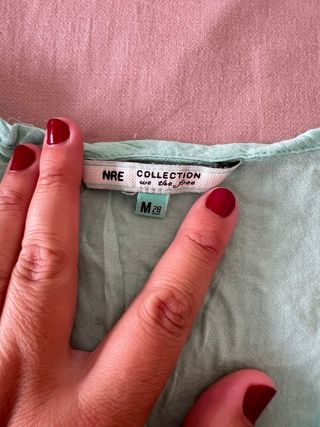 NRE COLLECTION
we the free
M 28